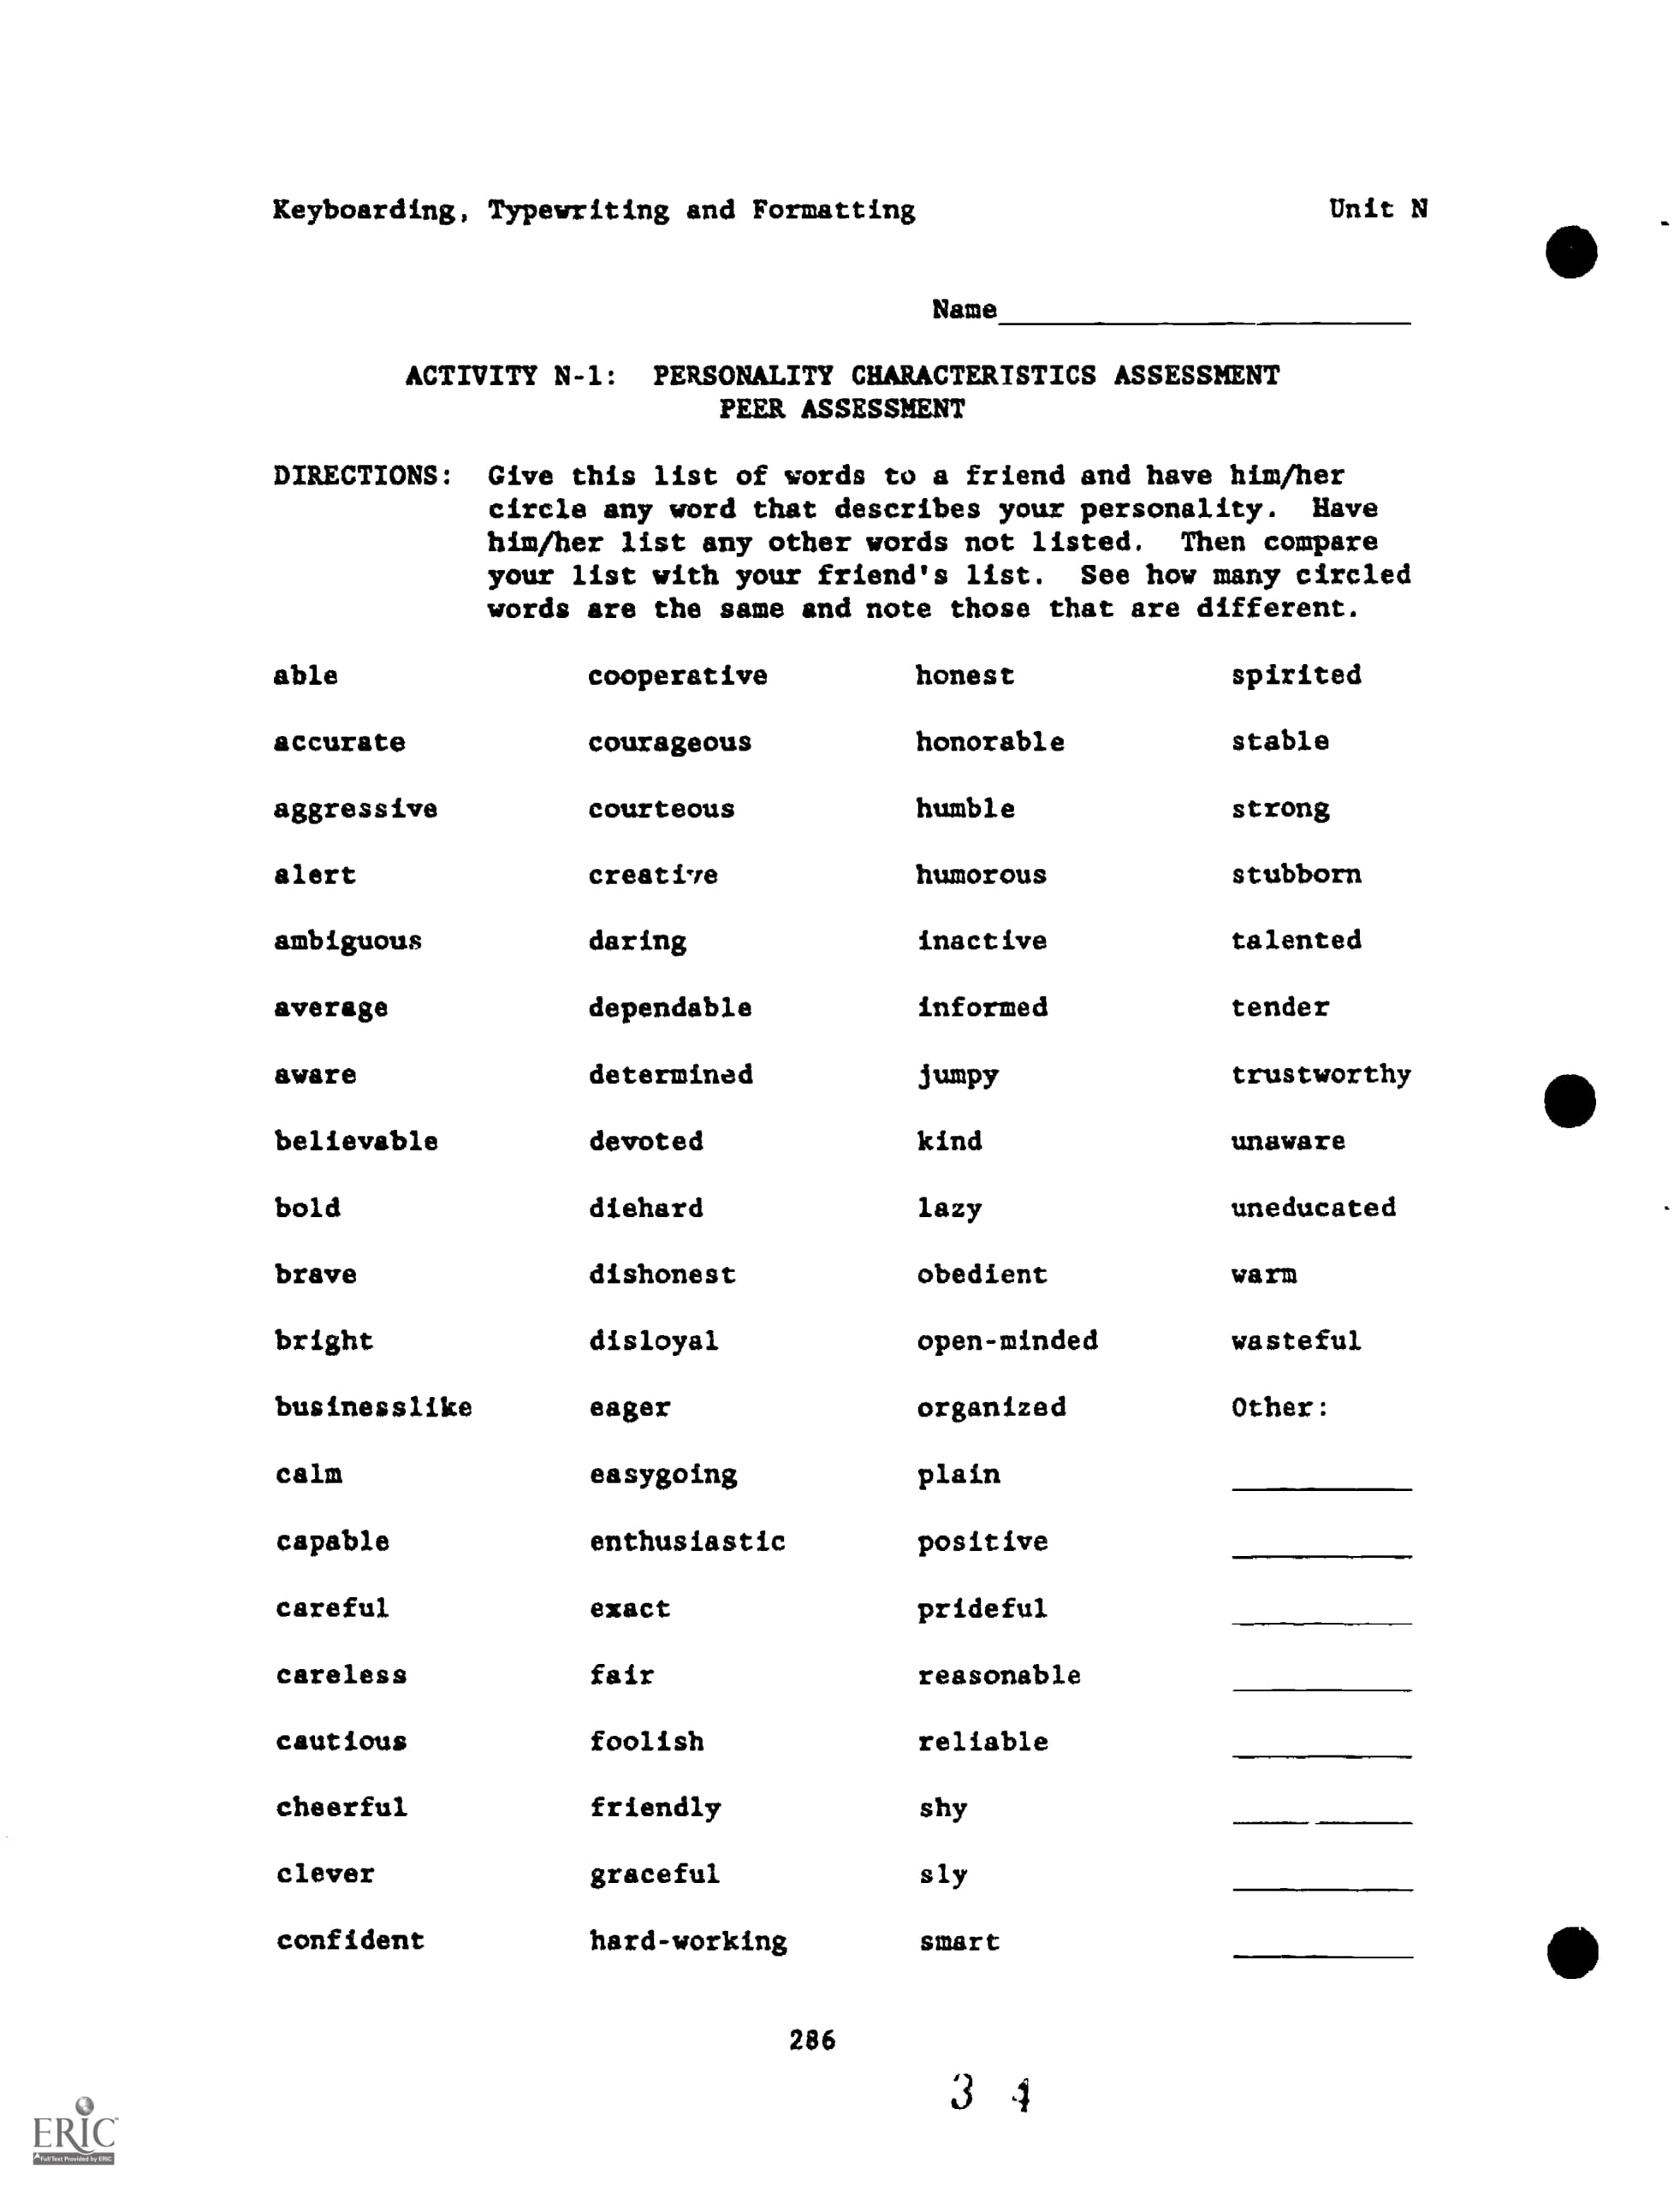 Keyboarding, Typewriting and Formatting Unit N
Name
ACTIVITY N-1: PERSONALITY CHARACTERISTICS ASSESSMENT
PEER ASSESSMENT
DIRECTIONS: Give this list of words to a friend and have him/her
circle any word that describes your personality. Have
him/her list any other words not listed. Then compare
your list with your friend's list. See how many circled
words are the same and note those that are different.
able cooperative honest spirited
accurate courageous honorable stable
aggressive courteous humble strong
alert creative humorous stubborn
ambiguous daring inactive talented
average dependable informed tender
aware determined jumpy trustworthy
believable devoted kind unaware
bold diehard lazy uneducated
brave dishonest obedient warm
bright disloyal open-minded wasteful
businesslike eager organized Other:
calm easygoing plain
capable enthusiastic positive
careful exact prideful
careless fair reasonable
cautious foolish reliable
cheerful friendly shy
clever graceful sly
confident hard-working smart
286
3
ERIC
Full Text Provided by ERIC